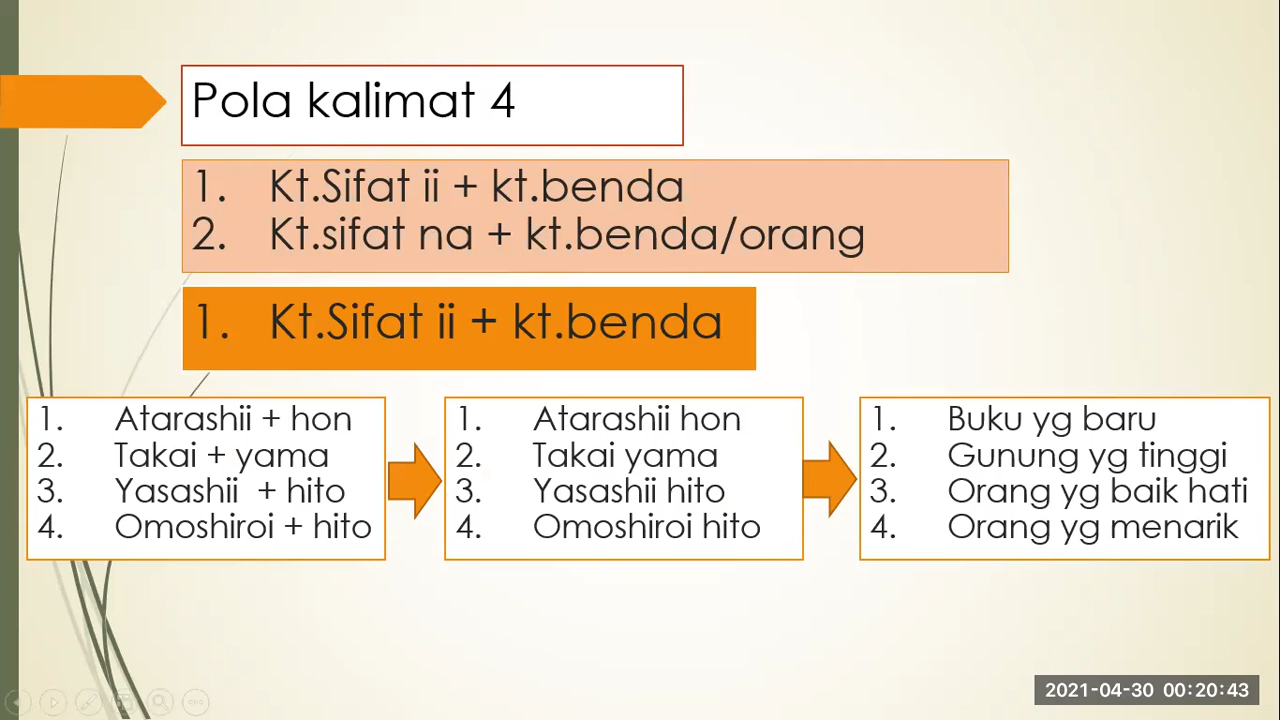 Pola kalimat 4
1. Kt.Sifat ii + kt.benda
2. Kt.sifat na + kt.benda/orang
1. Kt.Sifat ii + kt.benda
1. Atarashii + hon
2. Takai + yama
3. Yasashii + hito
4. Omoshiroi + hito
1. Atarashii hon
2. Takai yama
3. Yasashii hito
4. Omoshiroi hito
1. Buku yg baru
2. Gunung yg tinggi
3. Orang yg baik hati
4. Orang yg menarik
2021-04-30 00:20:43